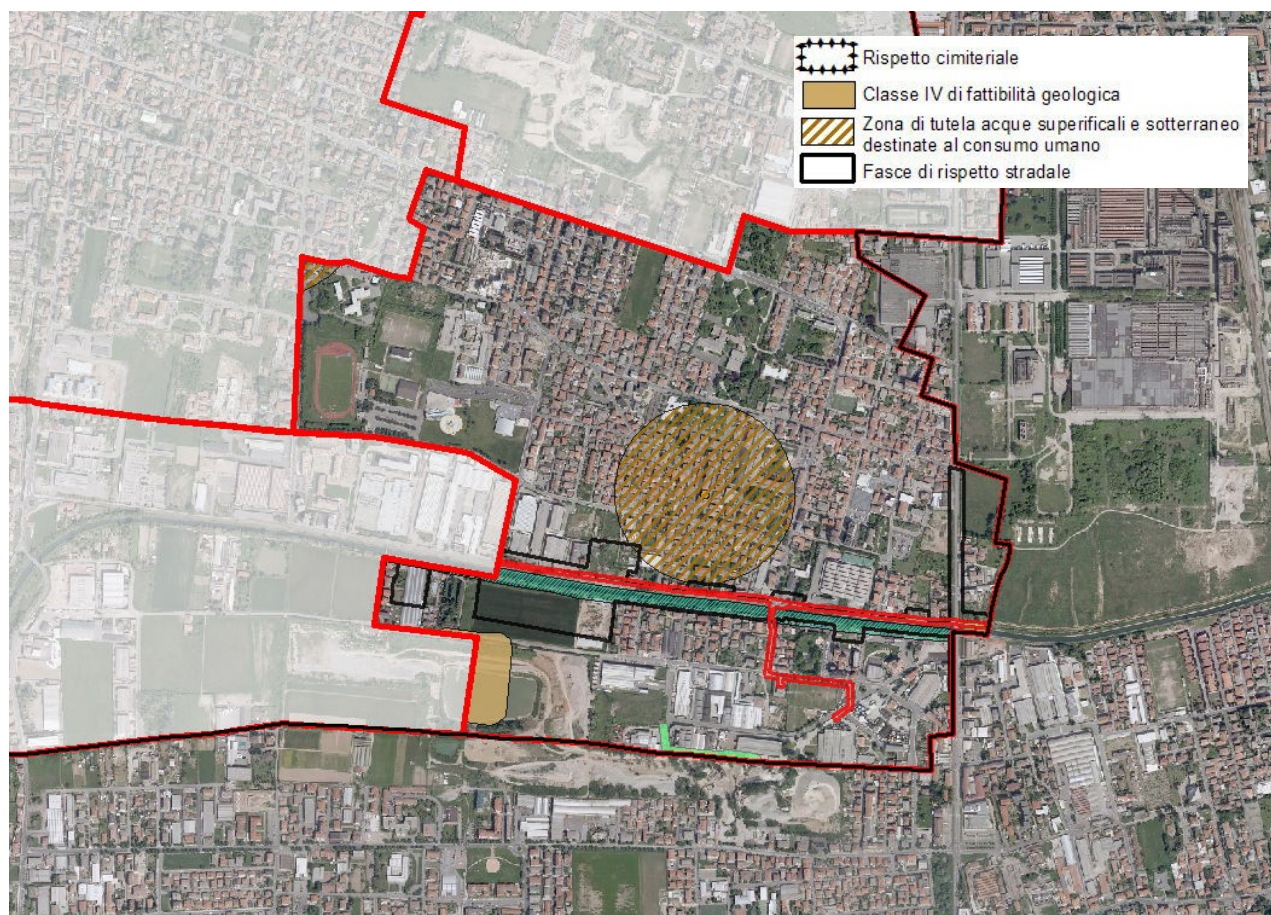 Rispetto cimiteriale
Classe IV di fattibilità geologica
Zona di tutela acque superificali e sotterraneo
destinate al consumo umano
Fasce di rispetto stradale